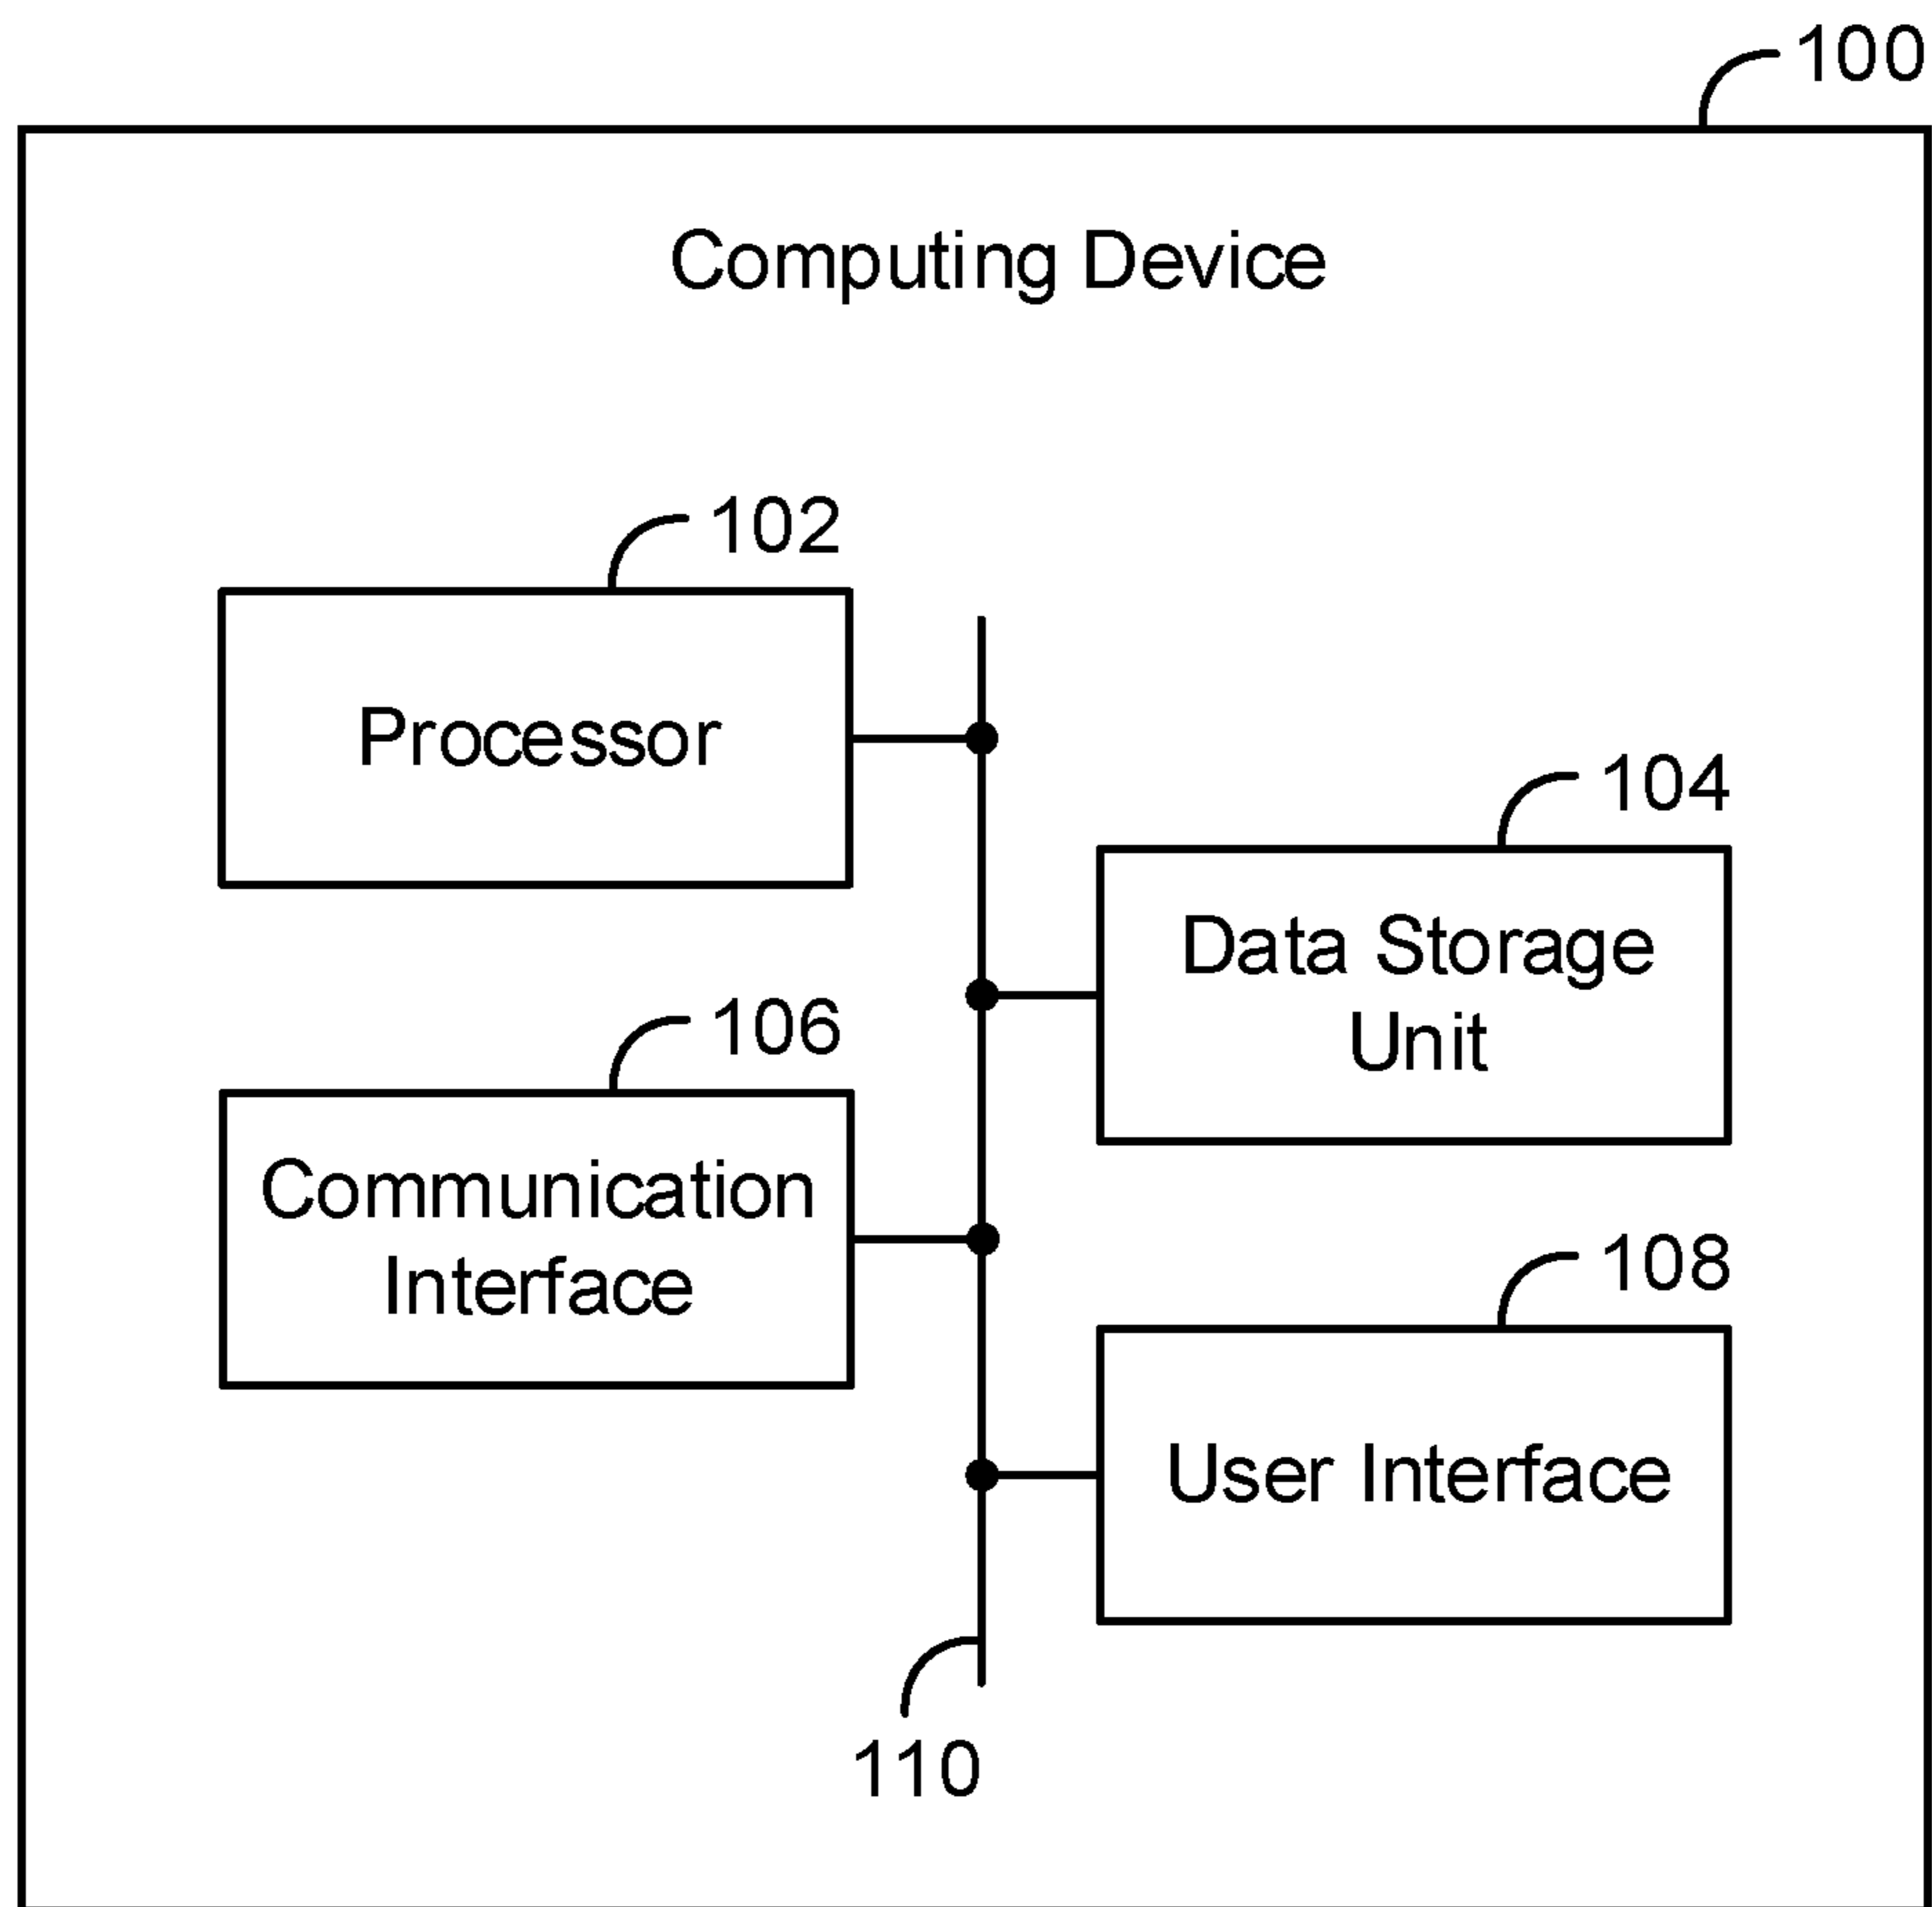 100
Computing Device
102
Processor
104
Data Storage
Unit
106
Communication
Interface
108
User Interface
110